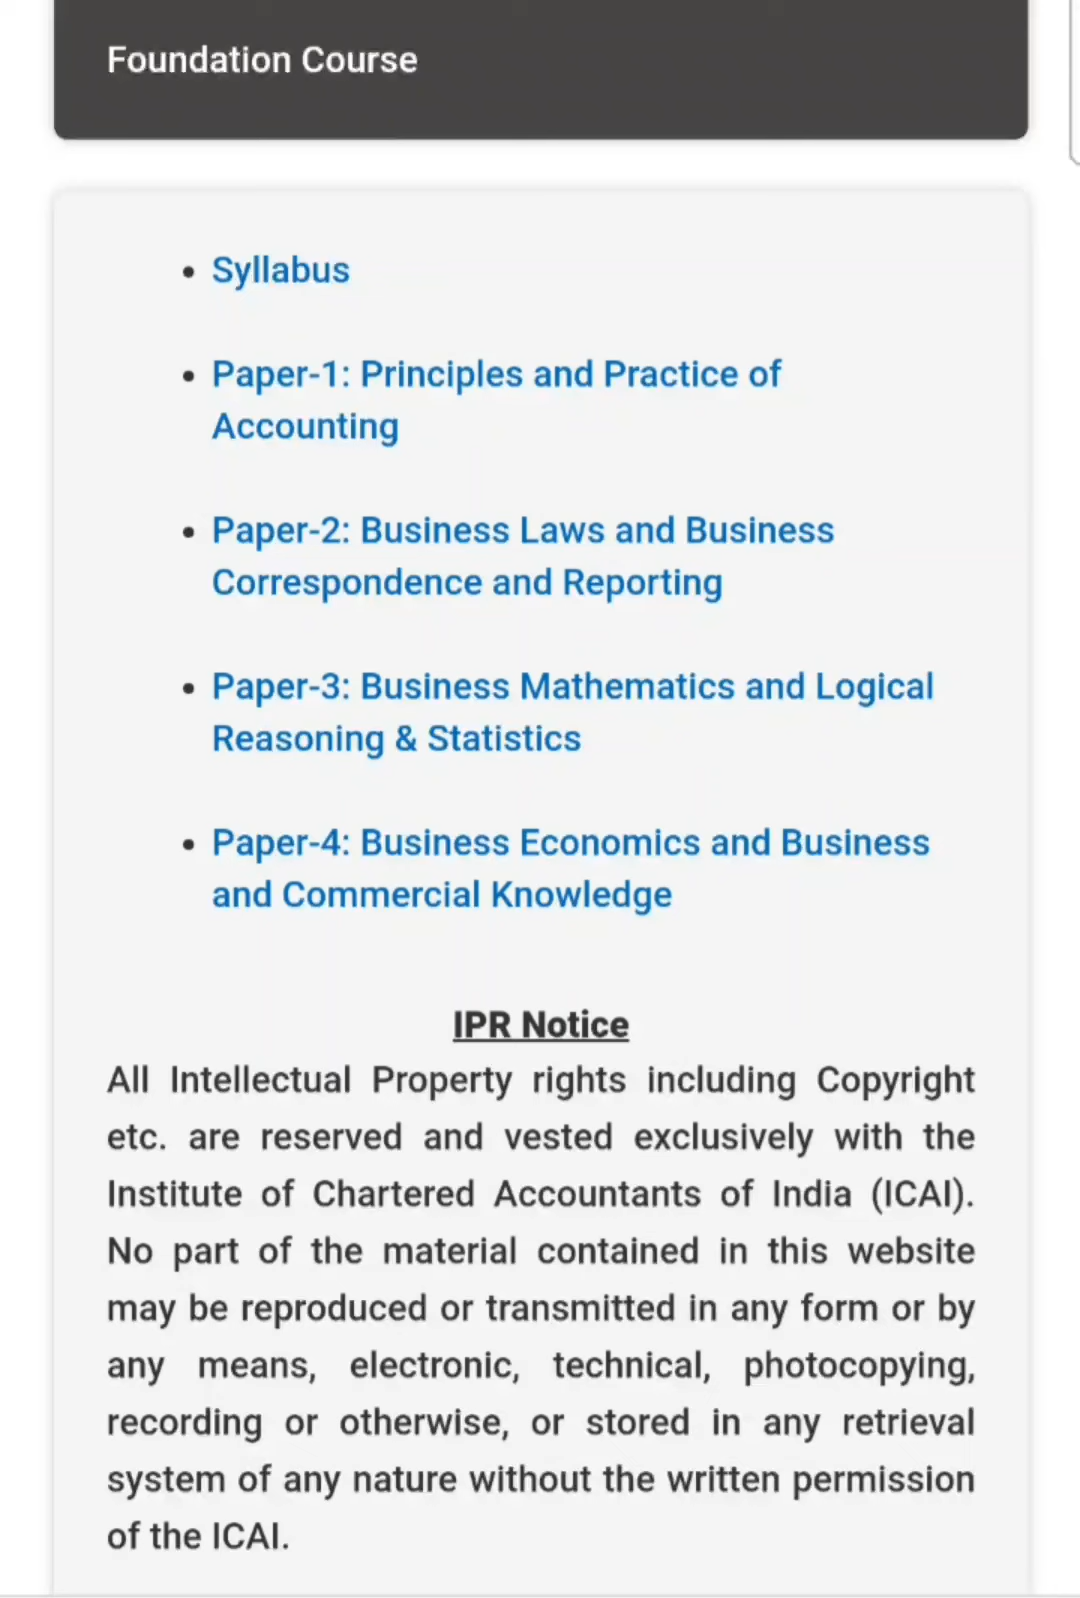 Foundation Course
• Syllabus
• Paper-1: Principles and Practice of
Accounting
• Paper-2: Business Laws and Business
Correspondence and Reporting
• Paper-3: Business Mathematics and Logical
Reasoning & Statistics
• Paper-4: Business Economics and Business
and Commercial Knowledge
IPR Notice
All Intellectual Property rights including Copyright
etc. are reserved and vested exclusively with the
Institute of Chartered Accountants of India (ICAI).
No part of the material contained in this website
may be reproduced or transmitted in any form or by
any means, electronic, technical, photocopying,
recording or otherwise, or stored in any retrieval
system of any nature without the written permission
of the ICAI.